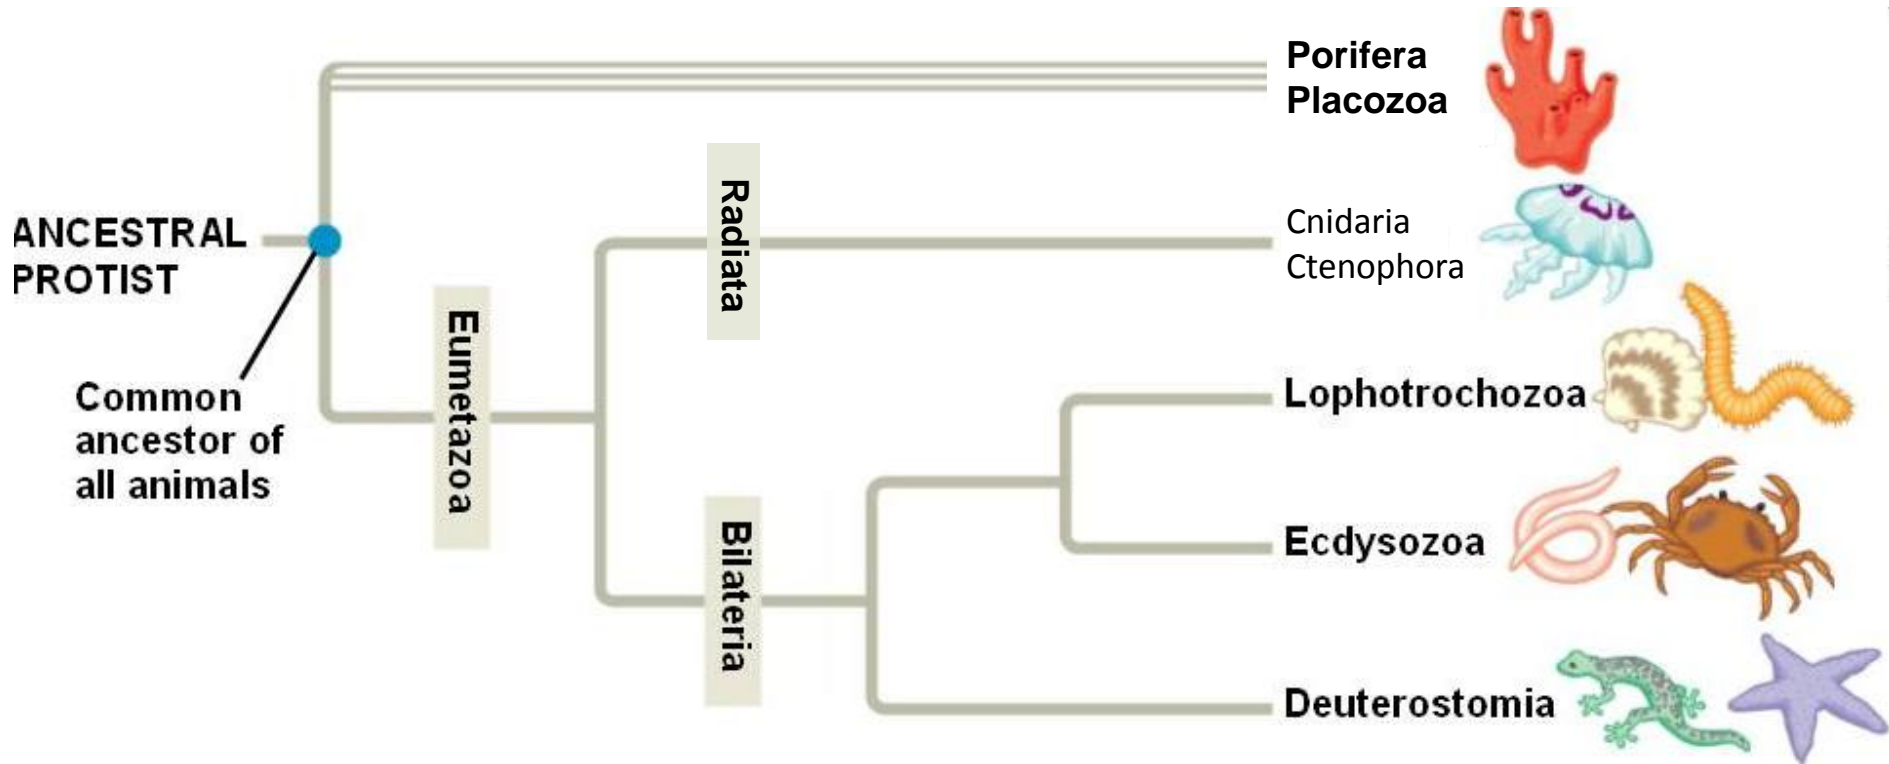 Porifera
Placozoa
Radiata
Cnidaria
Ctenophora
ANCESTRAL
PROTIST
Eumetazoa
Common
ancestor of
all animals
Lophotrochozoa
Bilateria
Ecdysozoa
Deuterostomia